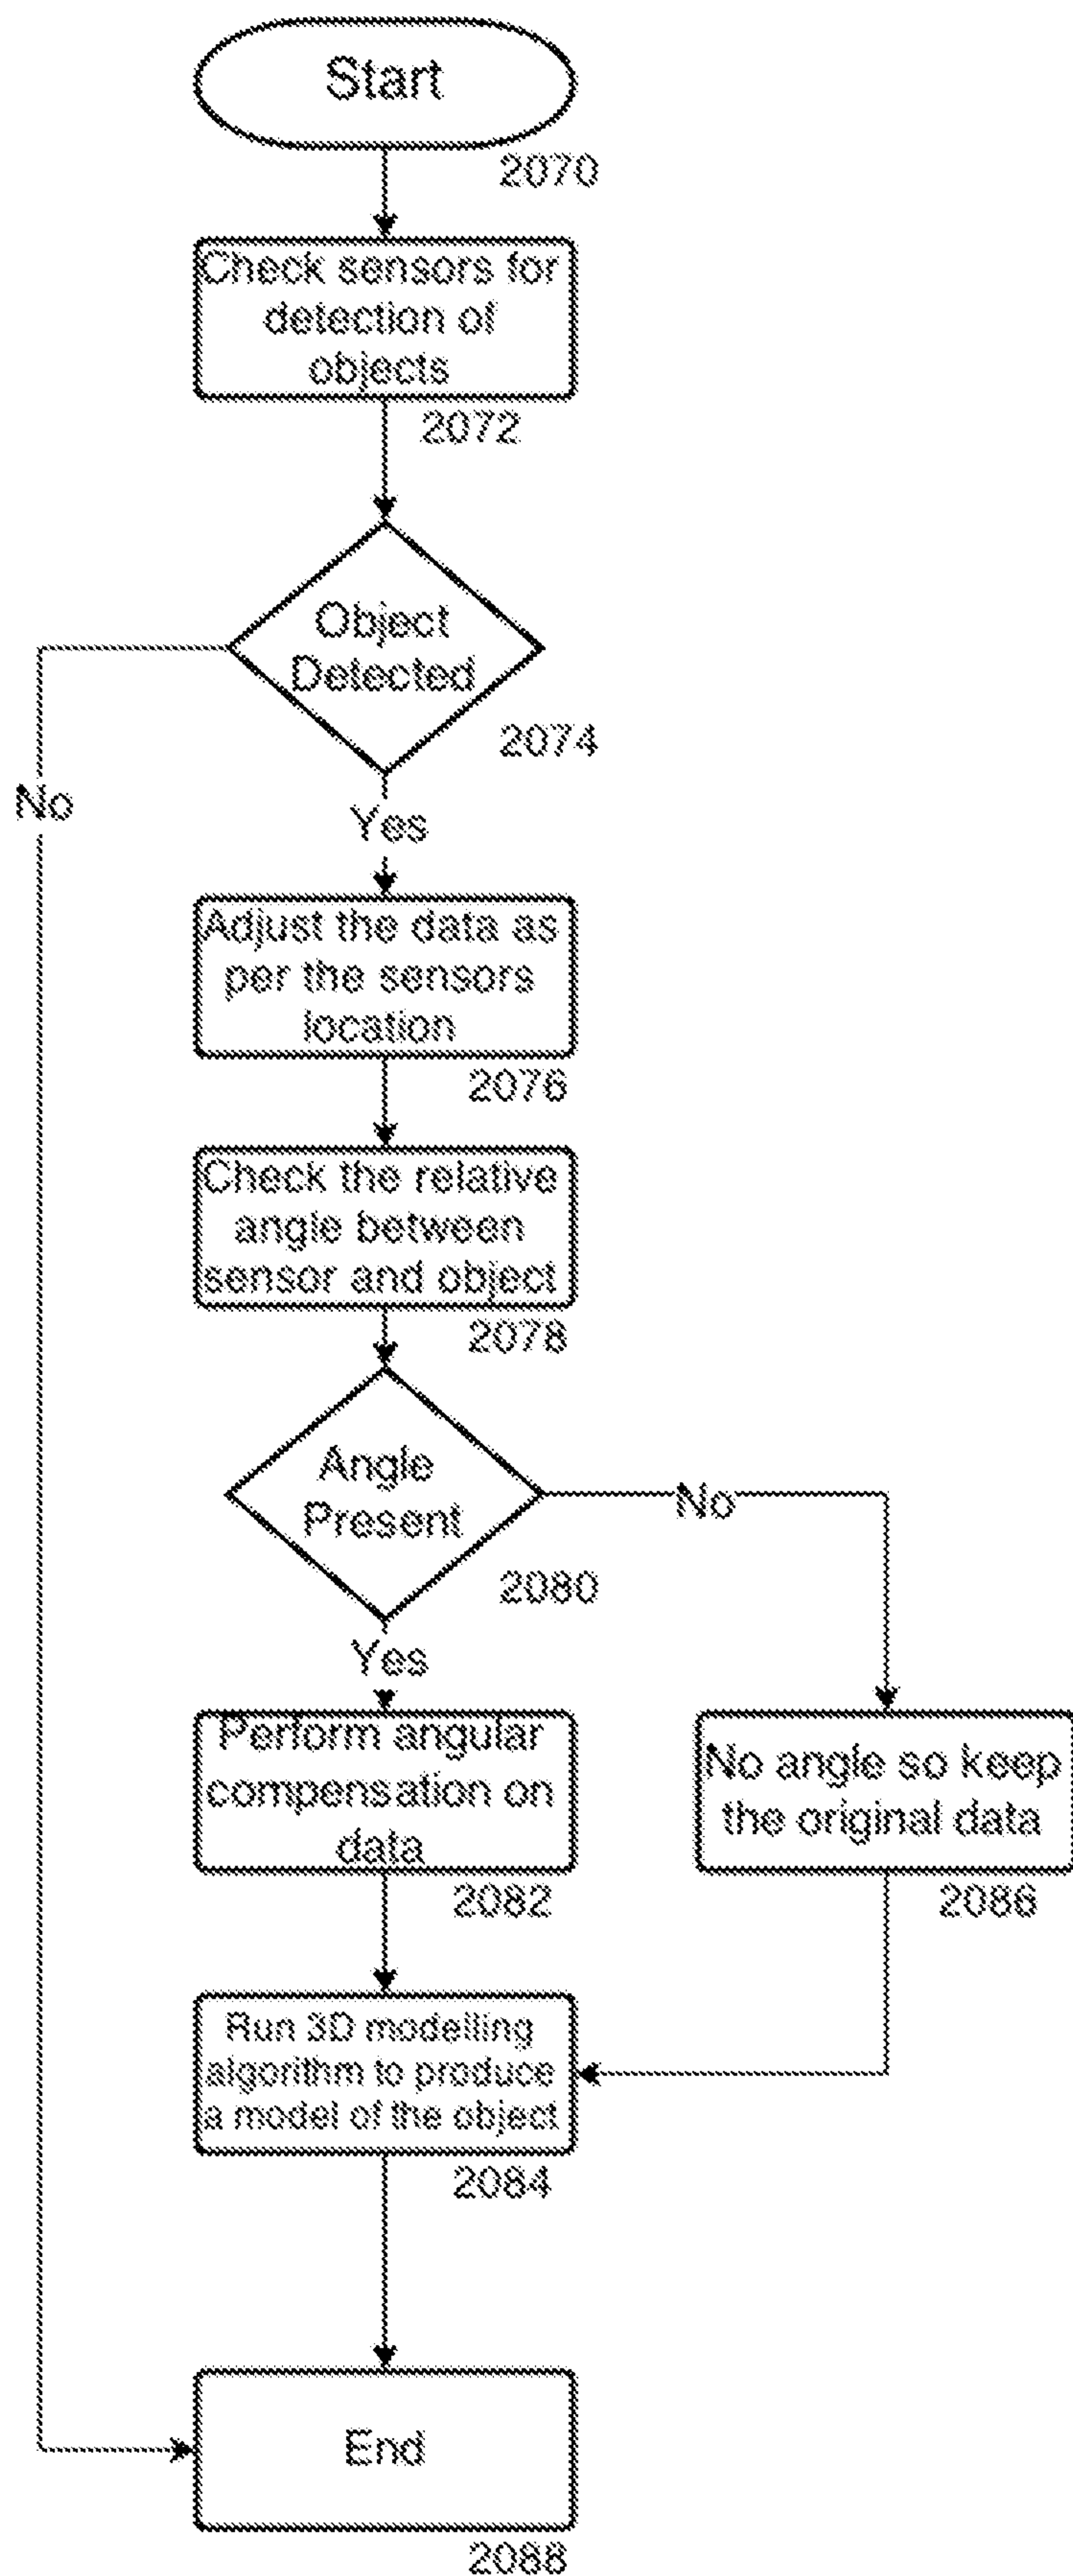 Start
2070
Check sensors for
detection of
objects
2072
Object
Detected
2074
No
Yes
Adjust the data as
per the sensors
location
2076
Check the relative
angle between
sensor and object
2078
Angle
Present
No
2080
Yes
Perform angular
compensation on
data
2082
No angle so keep
the original data
2086
Run 3D modelling
algorithm to produce
a model of the object
2084
End
2088